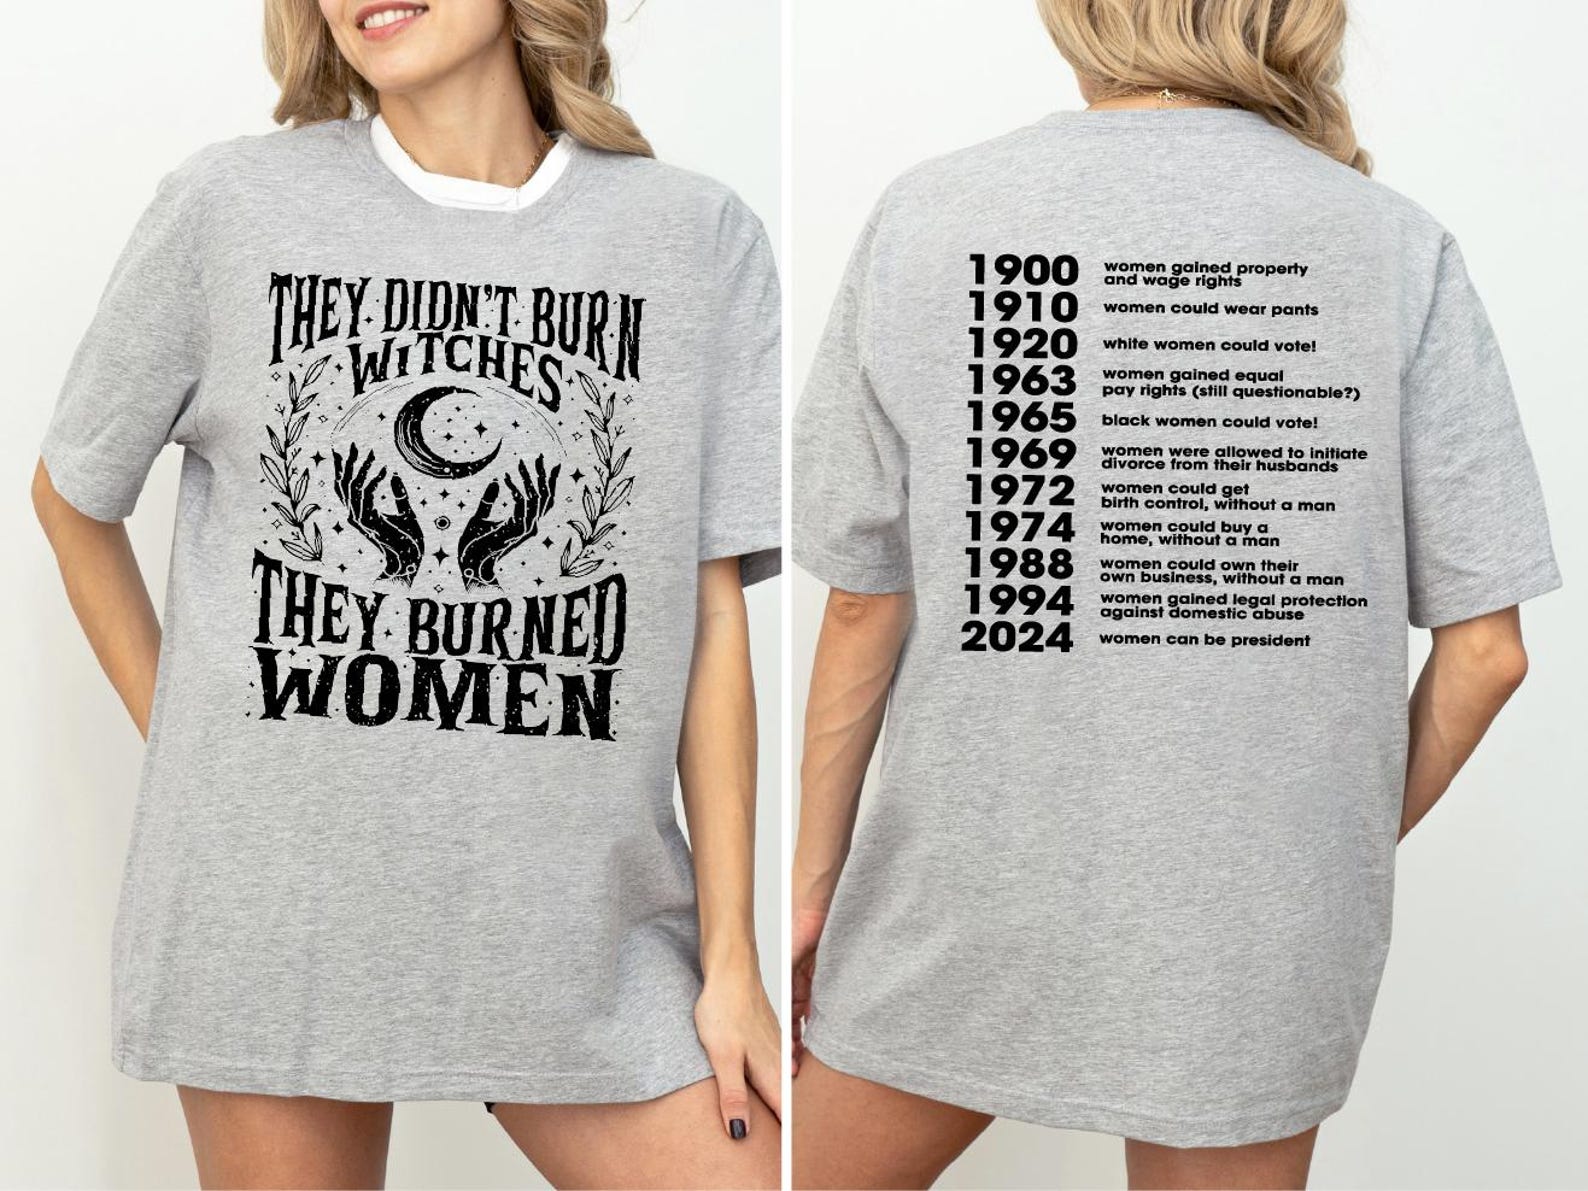 THEY DIDN'T BURN
WITCHES
THEY BURNED
WOMEN
1900 women gained property
and wage rights
1910 women could wear pants
1920 white women could vote!
1963 women gained equal
pay rights (still questionable?)
1965 black women could vote!
1969 women were allowed to initiate
divorce from their husbands
1972 women could get
birth control, without a man
1974 women could buy a
home, without a man
1988 women could own their
own business, without a man
1994 women gained legal protection
against domestic abuse
2024 women can be president